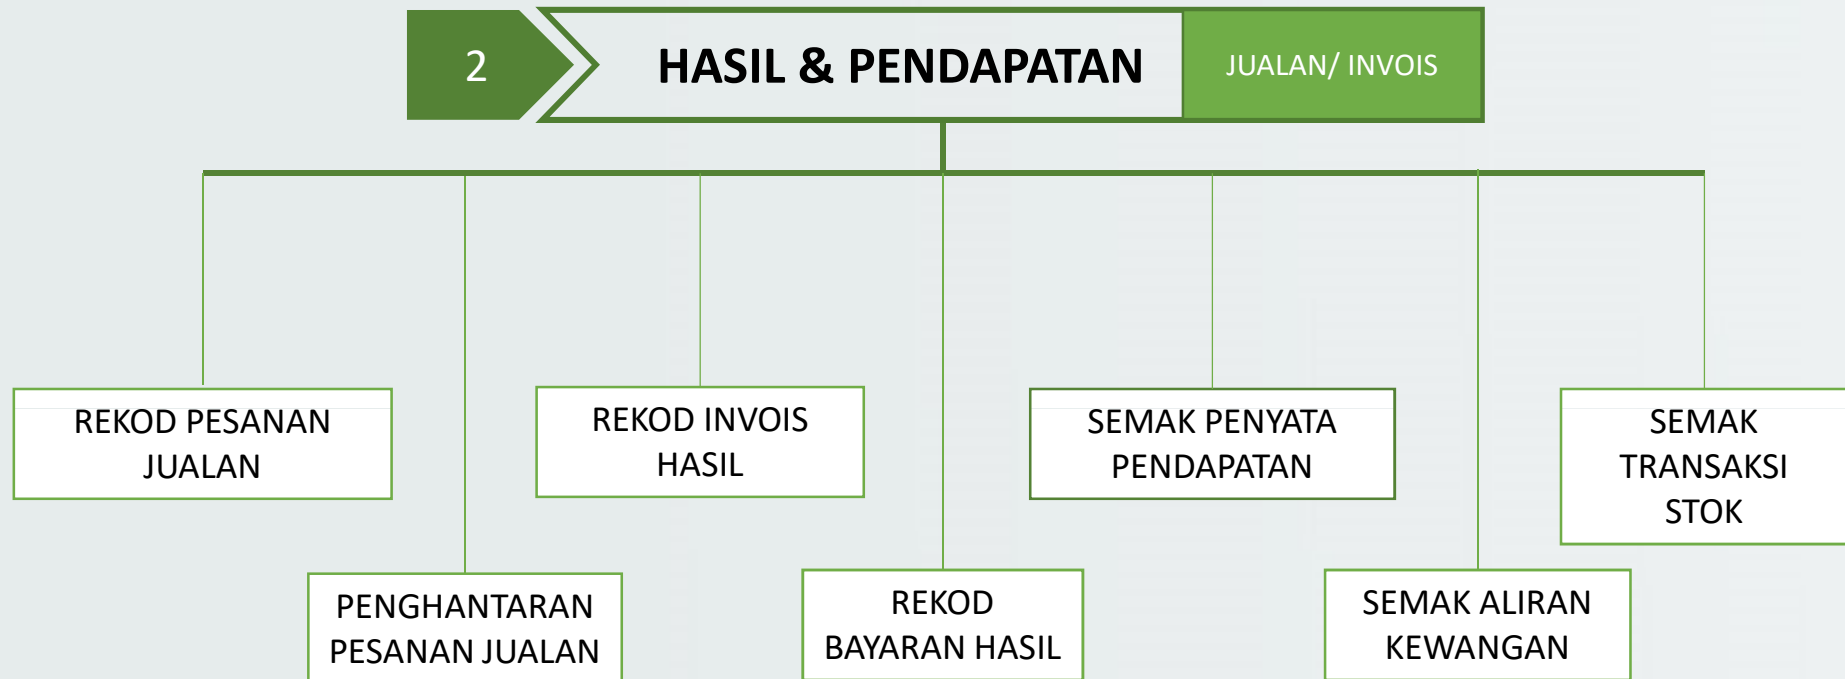 2
HASIL & PENDAPATAN
JUALAN/ INVOIS
REKOD PESANAN
JUALAN
PENGHANTARAN
PESANAN JUALAN
REKOD INVOIS
HASIL
REKOD
BAYARAN HASIL
SEMAK PENYATA
PENDAPATAN
SEMAK ALIRAN
KEWANGAN
SEMAK
TRANSAKSI
STOK